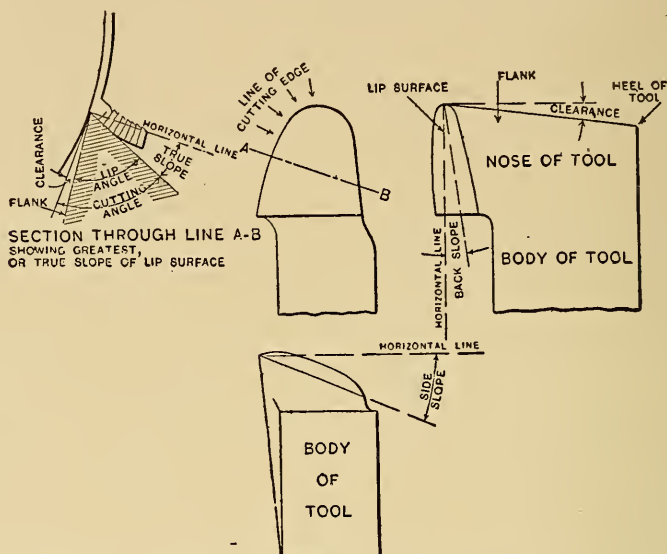 CLEARANCE
FLANK
LIP
ANGLE
CUTTING
ANGLE
HORIZONTAL
LINE
TRUE
SLOPE
SECTION THROUGH LINE A-B
SHOWING GREATEST,
OR TRUE SLOPE OF LIP SURFACE
LINE OF
CUTTING EDGE
A
B
LIP SURFACE
FLANK
HEEL OF
TOOL
CLEARANCE
NOSE OF TOOL
BODY OF TOOL
HORIZONTAL LINE
BACK SLOPE
HORIZONTAL LINE
SIDE
SLOPE
BODY
OF
TOOL